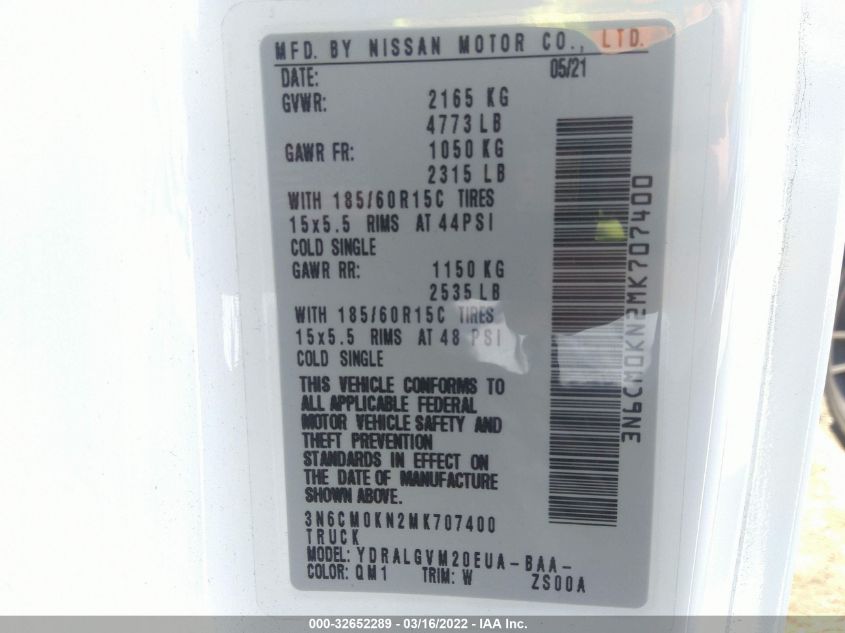 MFD. BY NISSAN MOTOR CO., LTD.
DATE: 05/21
GVWR: 2165 KG
4773 LB
GAWR FR: 1050 KG
2315 LB
WITH 185/60R15C TIRES
15x5.5 RIMS AT 44PSI
COLD SINGLE
GAWR RR: 1150 KG
2535 LB
WITH 185/60R15C TIRES
15x5.5 RIMS AT 48 PSI
COLD SINGLE
THIS VEHICLE CONFORMS TO
ALL APPLICABLE FEDERAL
MOTOR VEHICLE SAFETY AND
THEFT PREVENTION
STANDARDS IN EFFECT ON
THE DATE OF MANUFACTURE
SHOWN ABOVE.
3N6CM0KN2MK707400
TRUCK
MODEL: YDRALGVM20EUA-BAA-
COLOR: QM1 TRIM: W ZS00A
3N6CM0KN2MK707400
000-32652289 - 03/16/2022 - IAA Inc.